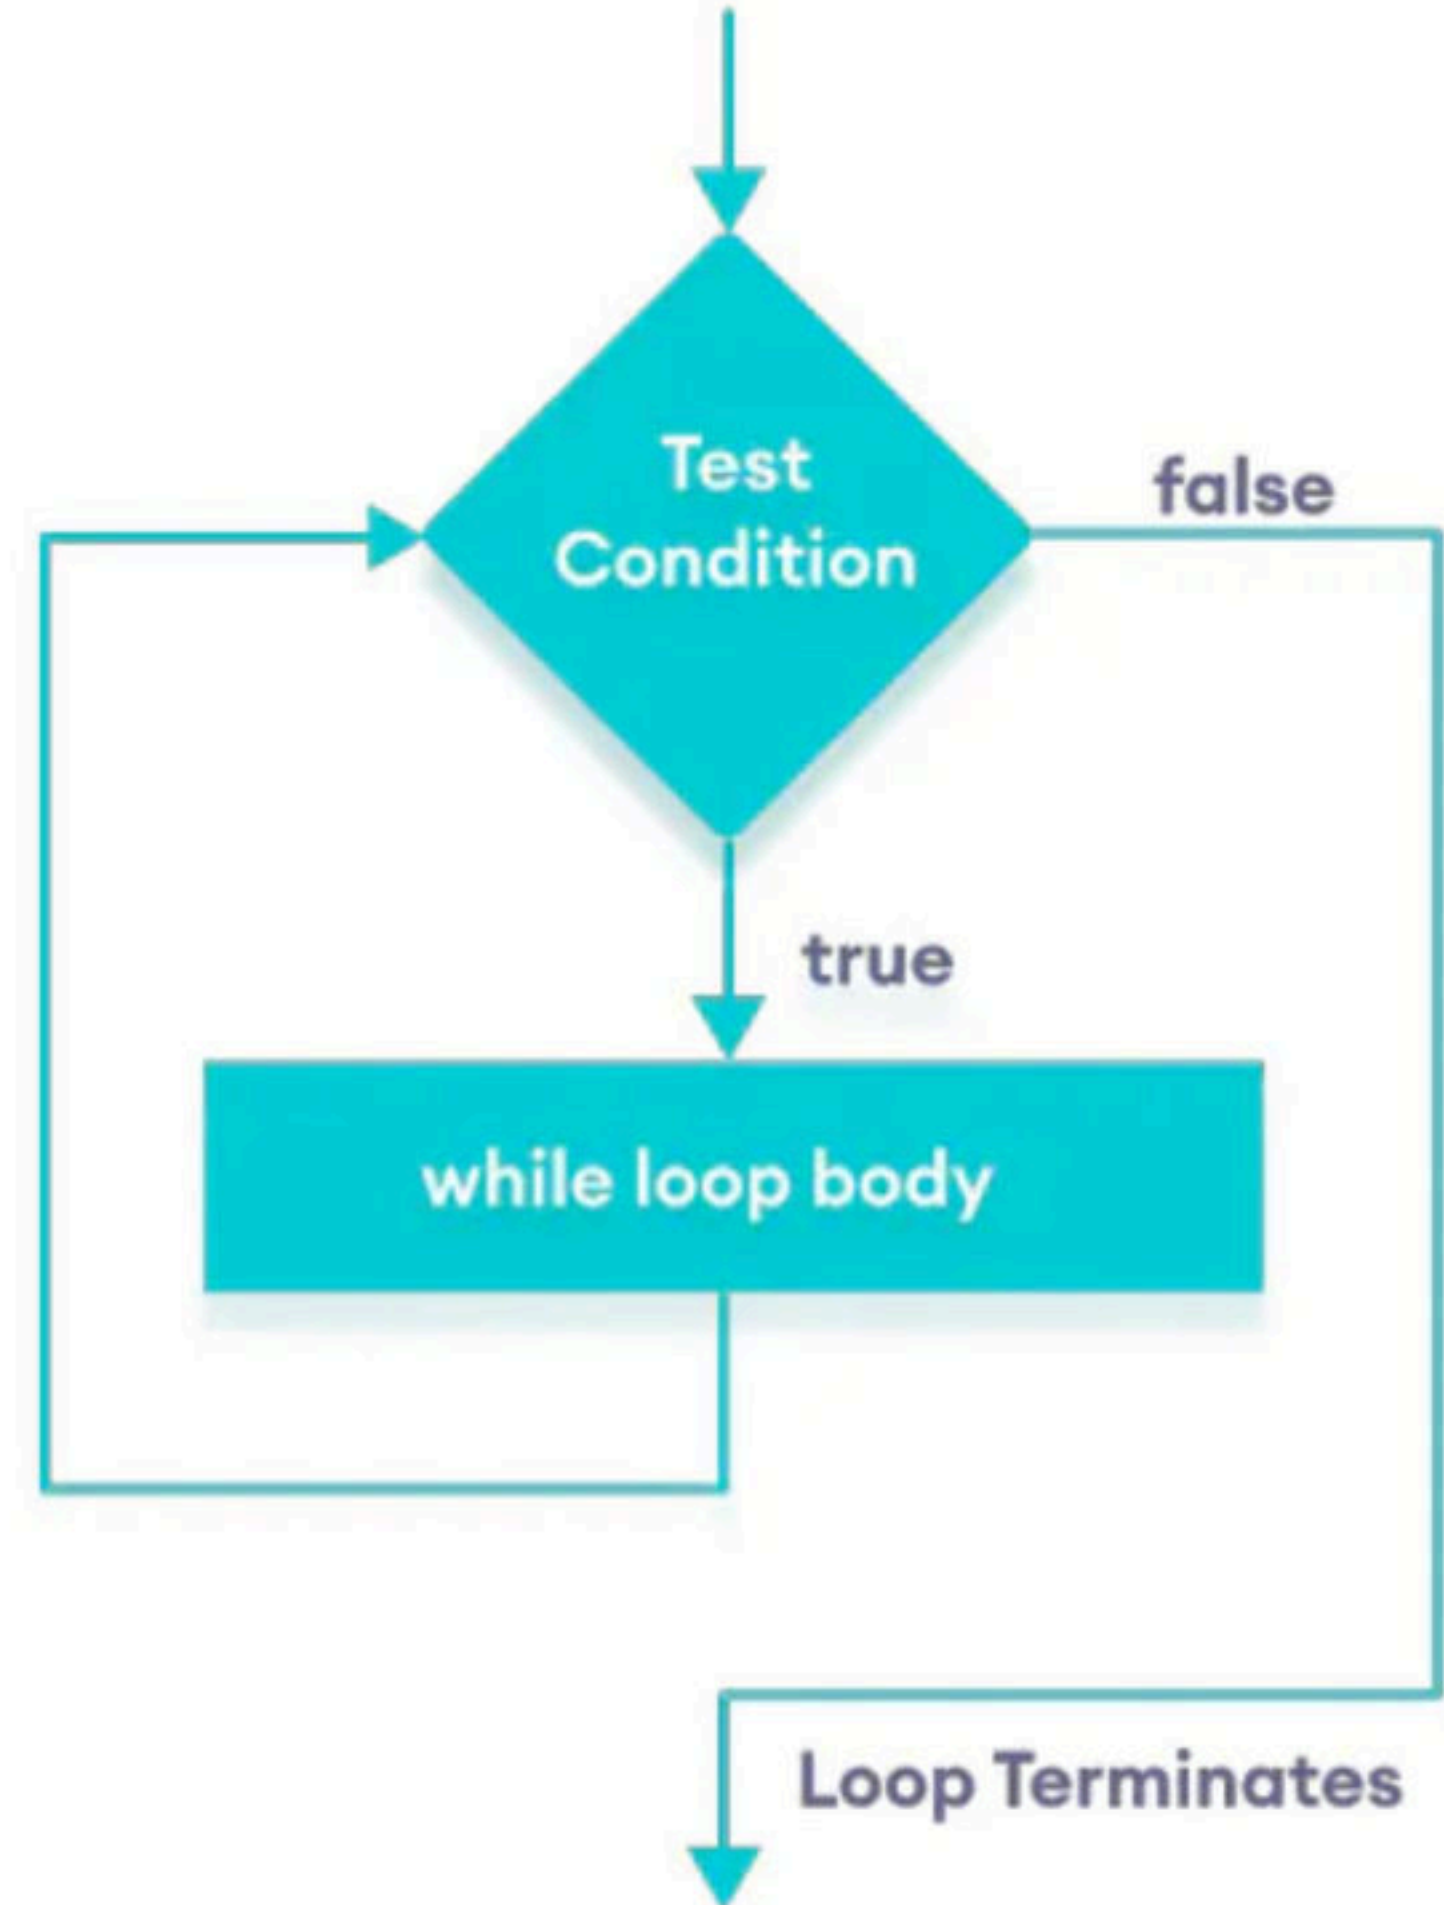 Test
Condition
false
true
while loop body
Loop Terminates